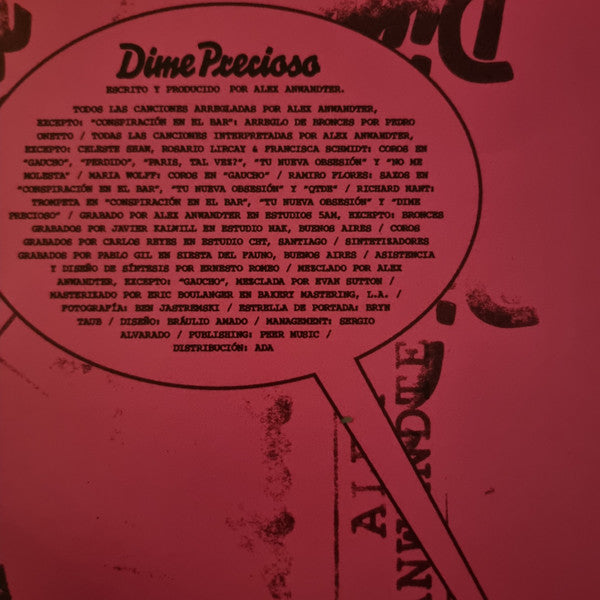 Dime Precioso
ESCRITO Y PRODUCIDO POR ALEX ANWANDTER.
TODOS LAS CANCIONES ARREGLADAS POR ALEX ANWANDTER,
EXCEPTO: "CONSPIRACIÓN EN EL BAR": ARREGLO DE BRONCES POR PEDRO
ONETTO / TODAS LAS CANCIONES INTERPRETADAS POR ALEX ANWANDTER,
EXCEPTO: CELESTE SHAW, ROSARIO LIRCAY & FRANCISCA SCHMIDT: COROS EN
"GAUCHO", "PERDIDO", "PARIS, TAL VEZ?", "TU NUEVA OBSESIÓN" Y "NO ME
MOLESTA" / MARIA WOLFF: COROS EN "GAUCHO" / RAMIRO FLORES: SAXOS EN
"CONSPIRACIÓN EN EL BAR", "TU NUEVA OBSESIÓN" Y "QTDE" / RICHARD NANT:
TROMPETA EN "CONSPIRACIÓN EN EL BAR", "TU NUEVA OBSESIÓN" Y "DIME
PRECIOSO" / GRABADO POR ALEX ANWANDTER EN ESTUDIOS 5AM, EXCEPTO: BRONCES
GRABADOS POR JAVIER KALWILL EN ESTUDIO HAK, BUENOS AIRES / COROS
GRABADOS POR CARLOS REYES EN ESTUDIO CHT, SANTIAGO / SINTETIZADORES
GRABADOS POR PABLO GIL EN SIESTA DEL FAUNO, BUENOS AIRES / ASISTENCIA
Y DISEÑO DE SÍNTESIS POR ERNESTO ROMEO / MEZCLADO POR ALEX
ANWANDTER, EXCEPTO: "GAUCHO", MEZCLADA POR EVAN SUTTON /
MASTERIZADO POR ERIC BOULANGER EN BAKERY MASTERING, L.A. /
FOTOGRAFÍA: BEN JASTREMSKI / ESTRELLA DE PORTADA: BRYN
TAUB / DISEÑO: BRÁULIO AMADO / MANAGEMENT: SERGIO
ALVARADO / PUBLISHING: PEER MUSIC /
DISTRIBUCIÓN: ADA
Di